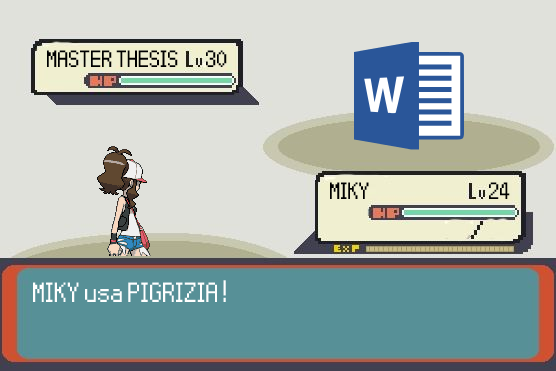 MASTER THESIS Lv30
HP
W
MIKY Lv24
HP
/
EXP
MIKY usa PIGRIZIA!